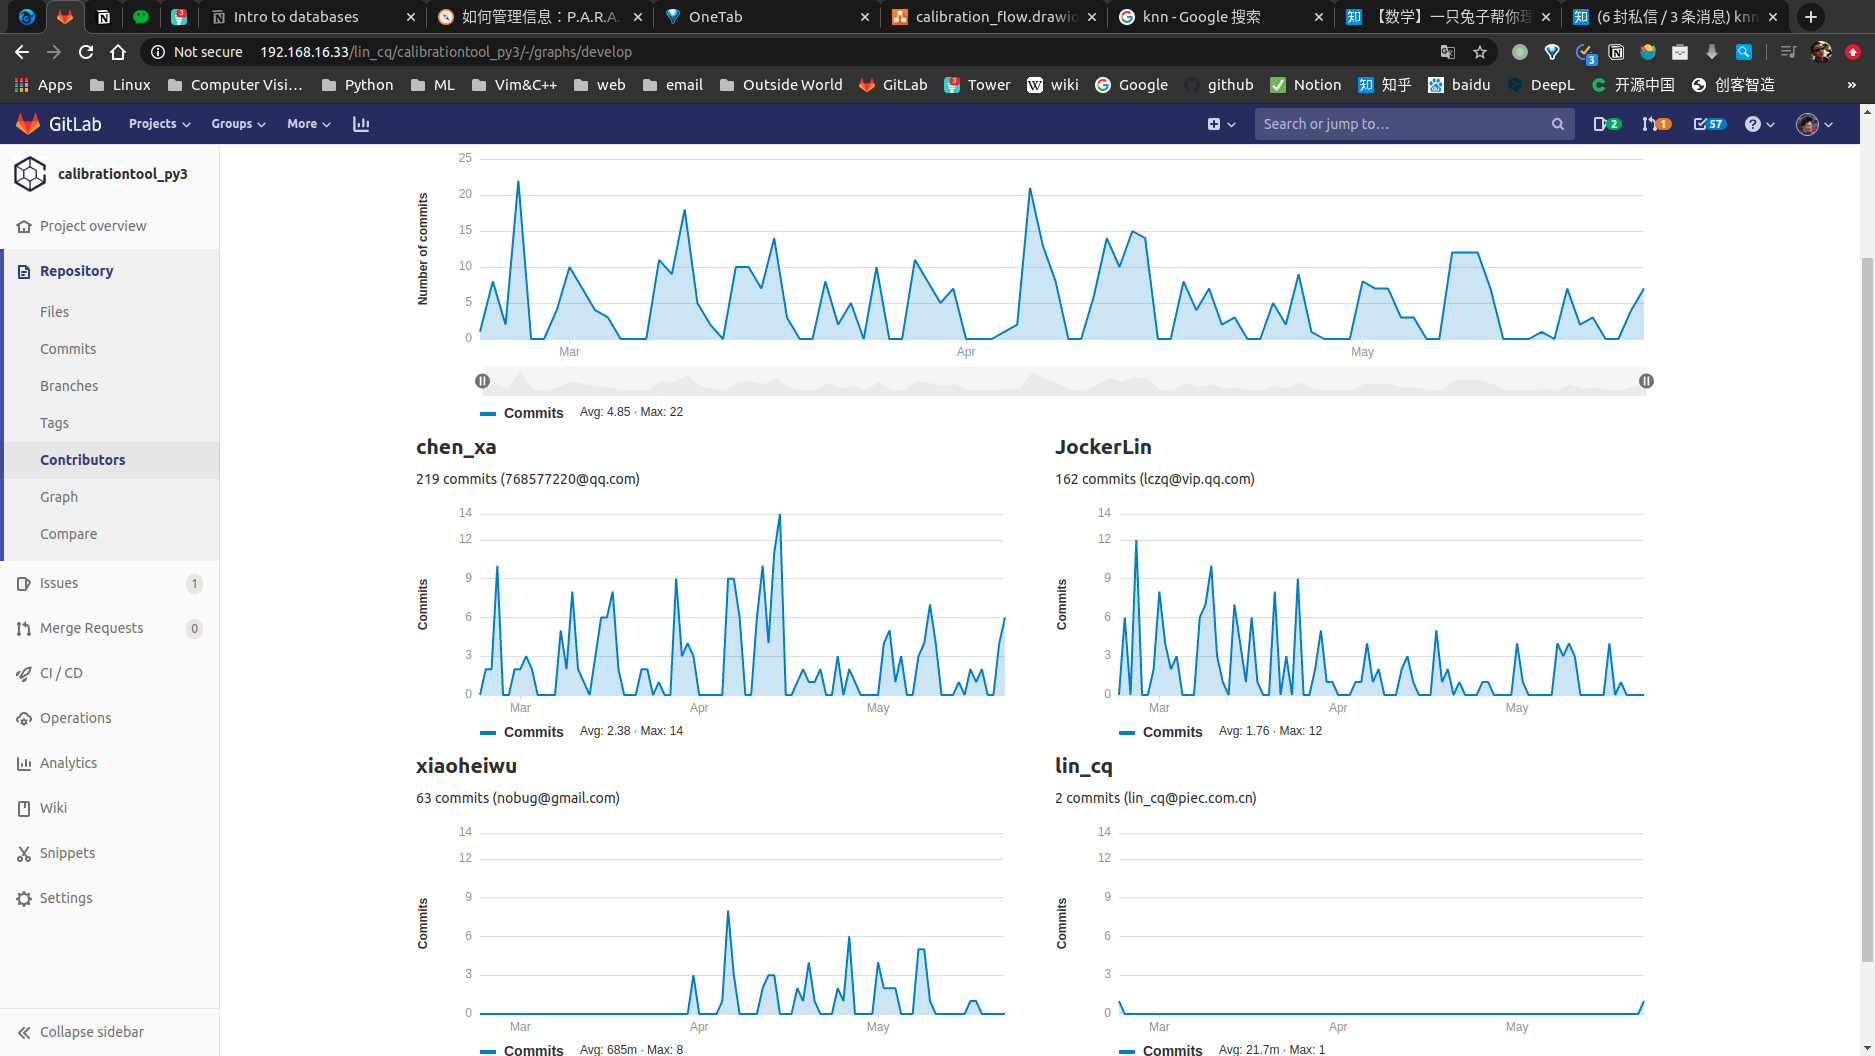 Intro to databases
如何管理信息：P.A.R.A.
OneTab
calibration_flow.drawio
knn - Google 搜索
【数学】一只兔子帮你理
(6 封私信 / 3 条消息) knn
Not secure 192.168.16.33/lin_cq/calibrationtool_py3/-/graphs/develop
3
Apps Linux Computer Visi… Python ML Vim&C++ web email Outside World GitLab Tower wiki Google github Notion 知乎 baidu DeepL 开源中国 创客智造 »
GitLab Projects Groups More Search or jump to… 2 1 57
calibrationtool_py3
Project overview
Repository
Files
Commits
Branches
Tags
Contributors
Graph
Compare
Issues 1
Merge Requests 0
CI / CD
Operations
Analytics
Wiki
Snippets
Settings
Collapse sidebar
Number of commits
25
20
15
10
5
0
Mar Apr May
Commits Avg: 4.85 · Max: 22
chen_xa
219 commits (768577220@qq.com)
Commits
14
12
9
6
3
0
Mar Apr May
Commits Avg: 2.38 · Max: 14
JockerLin
162 commits (lczq@vip.qq.com)
Commits
14
12
9
6
3
0
Mar Apr May
Commits Avg: 1.76 · Max: 12
xiaoheiwu
63 commits (nobug@gmail.com)
Commits
14
12
9
6
3
0
Mar Apr May
Commits Avg: 685m · Max: 8
lin_cq
2 commits (lin_cq@piec.com.cn)
Commits
14
12
9
6
3
0
Mar Apr May
Commits Avg: 21.7m · Max: 1